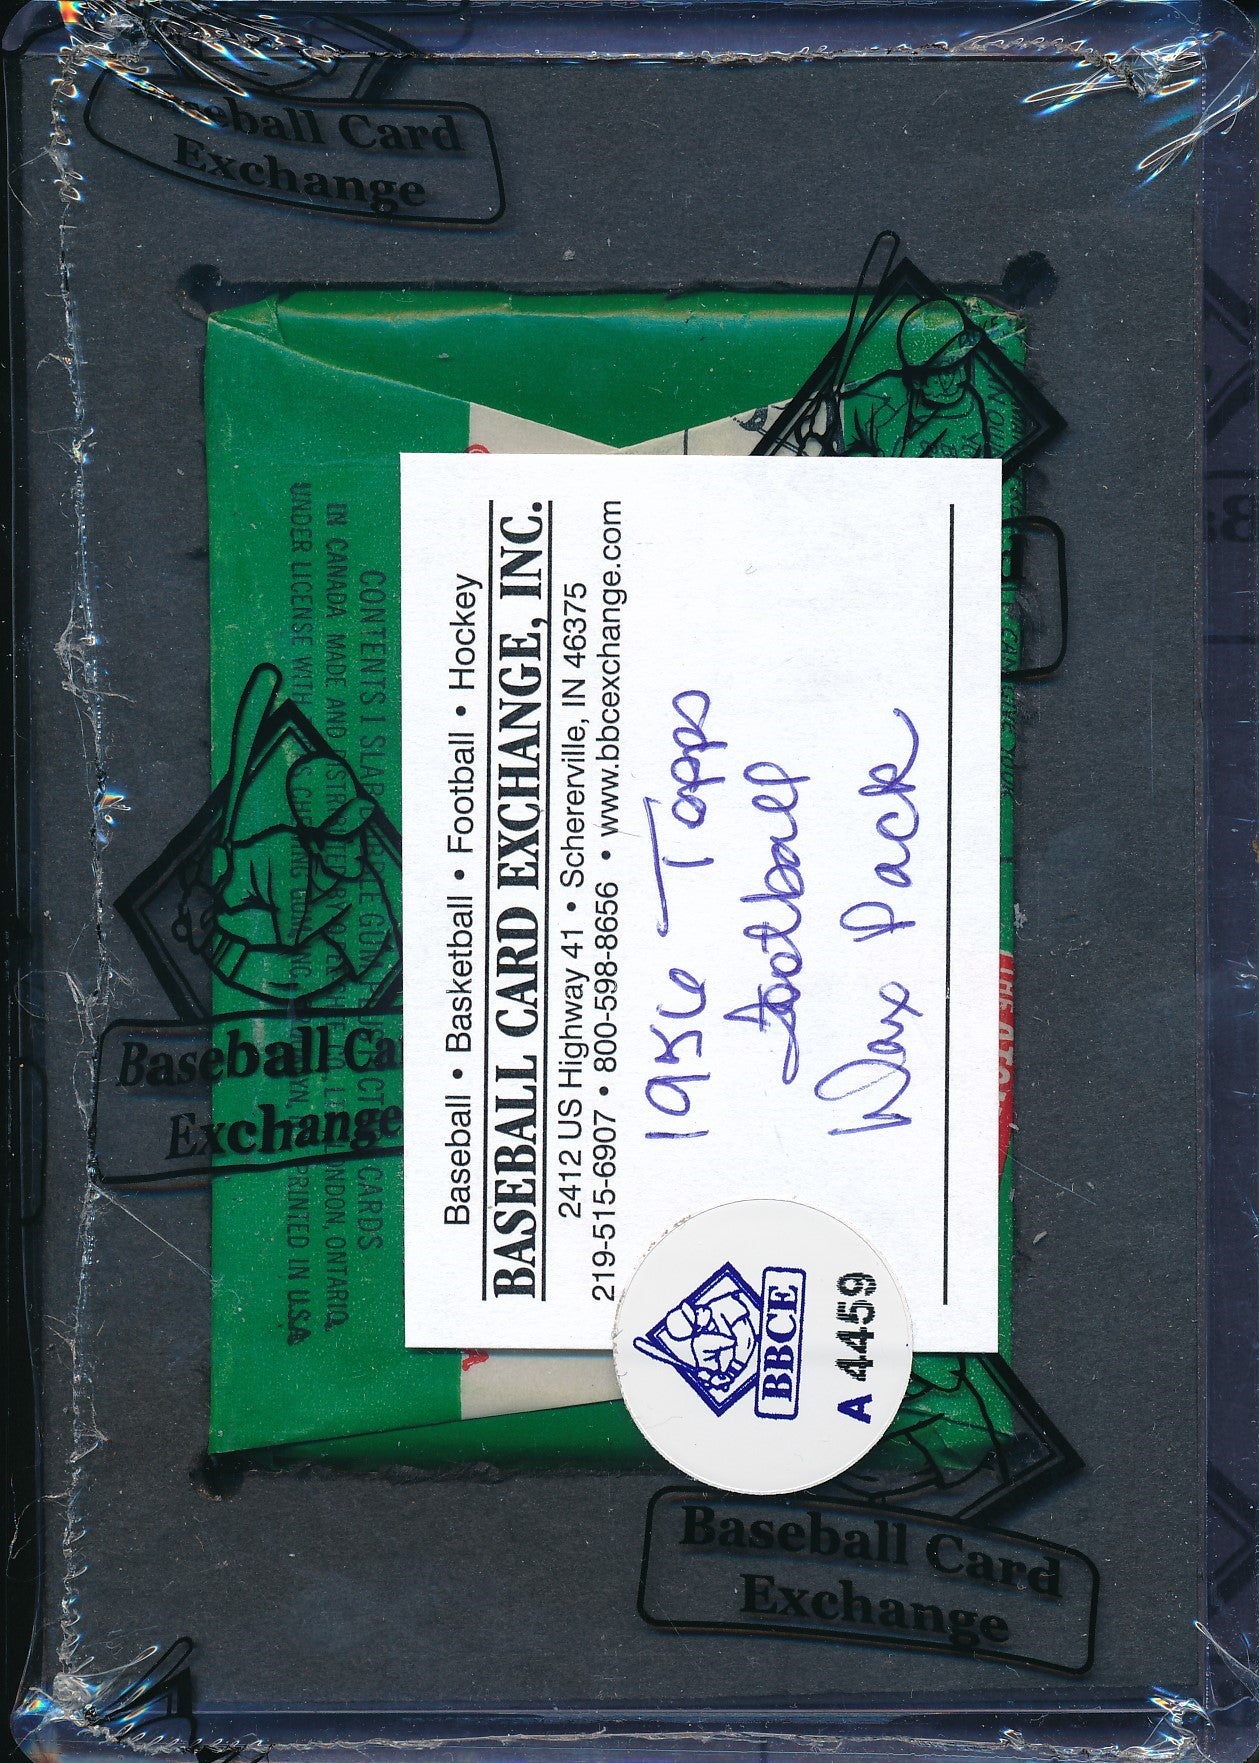 Baseball • Basketball • Football • Hockey
BASEBALL CARD EXCHANGE, INC.
2412 US Highway 41 • Schererville, IN 46375
219-515-6907 • 800-598-8656 • www.bbcexchange.com
1956 Topps
football
Wax Pack
BBCE
A 4459
Baseball Card
Exchange
Baseball Ca
Exchange
Baseball Card
Exchange
CONTENTS 1 SLAB
CARDS
IN CANADA MADE AND
LONDON, ONTARIO
UNDER LICENSE WITH
PRINTED IN U.S.A.
THE